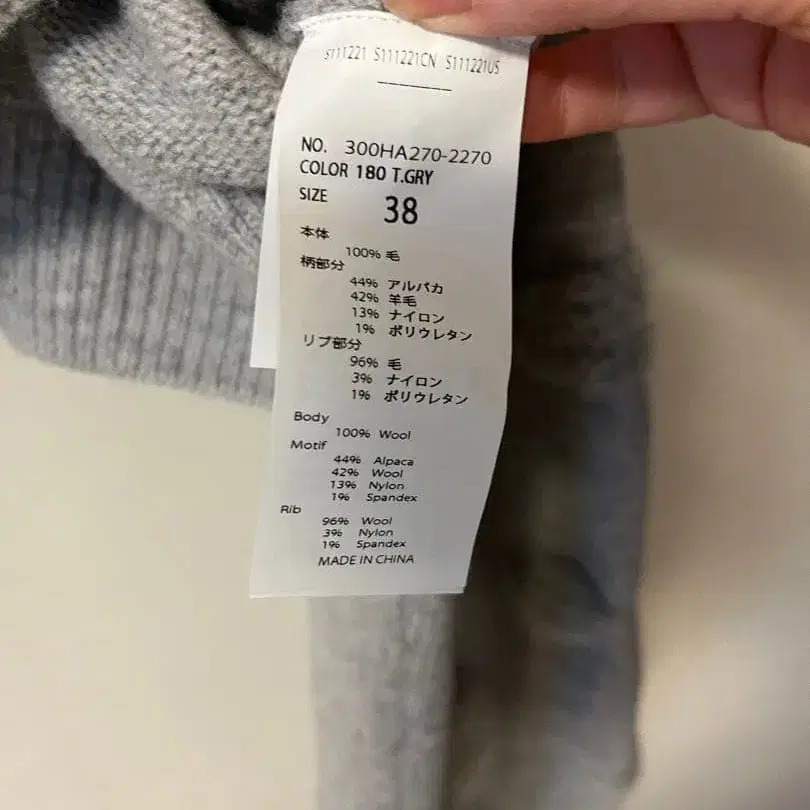 S111221 S111221CN S111221US
NO. 300HA270-2270
COLOR 180 T.GRY
SIZE 38
本体
100% 毛
柄部分
44% アルパカ
42% 羊毛
13% ナイロン
1% ポリウレタン
リブ部分
96% 毛
3% ナイロン
1% ポリウレタン
Body
100% Wool
Motif
44% Alpaca
42% Wool
13% Nylon
1% Spandex
Rib
96% Wool
3% Nylon
1% Spandex
MADE IN CHINA